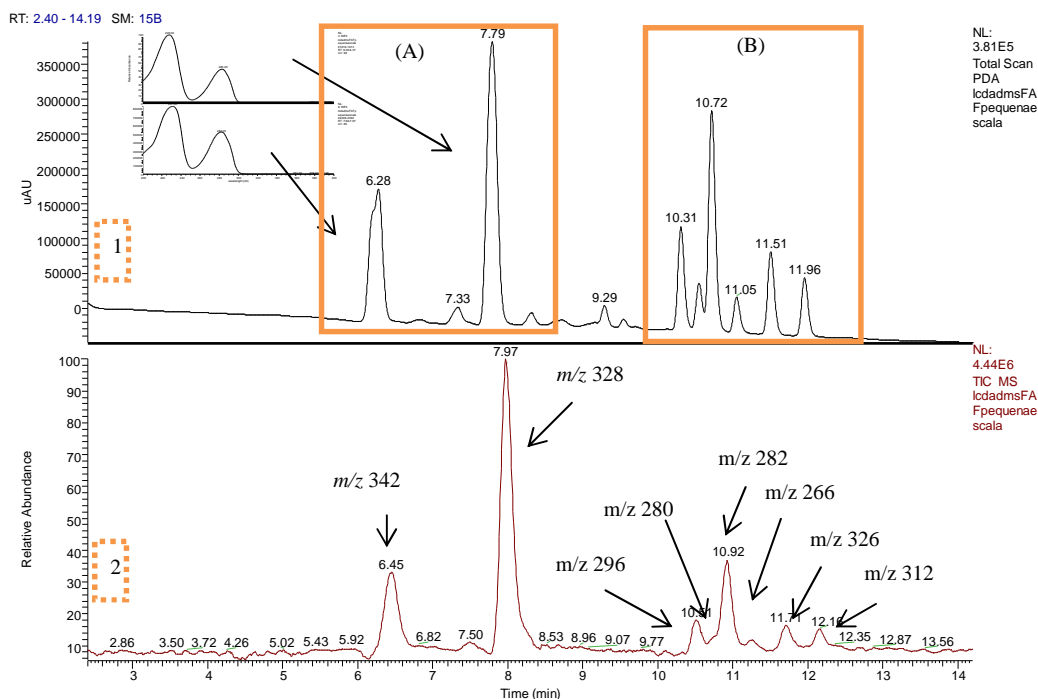 RT: 2.40 - 14.19 SM: 15B
(A)
(B)
NL:
3.81E5
Total Scan
PDA
lcdadmsFA
Fpequenae
scala
uAU
350000
300000
250000
200000
150000
100000
50000
0
1
6.28
7.33
7.79
9.29
10.31
10.72
11.05
11.51
11.96
NL:
4.44E6
TIC MS
lcdadmsFA
Fpequenae
scala
Relative Abundance
100
90
80
70
60
50
40
30
20
10
2
7.97
m/z 328
m/z 342
m/z 282
m/z 266
m/z 280
m/z 326
m/z 296
m/z 312
2.86
3.50
3.72
4.26
5.02
5.43
5.92
6.45
6.82
7.50
8.53
8.96
9.07
9.77
10.51
10.92
11.71
12.16
12.35
12.87
13.56
3 4 5 6 7 8 9 10 11 12 13 14
Time (min)